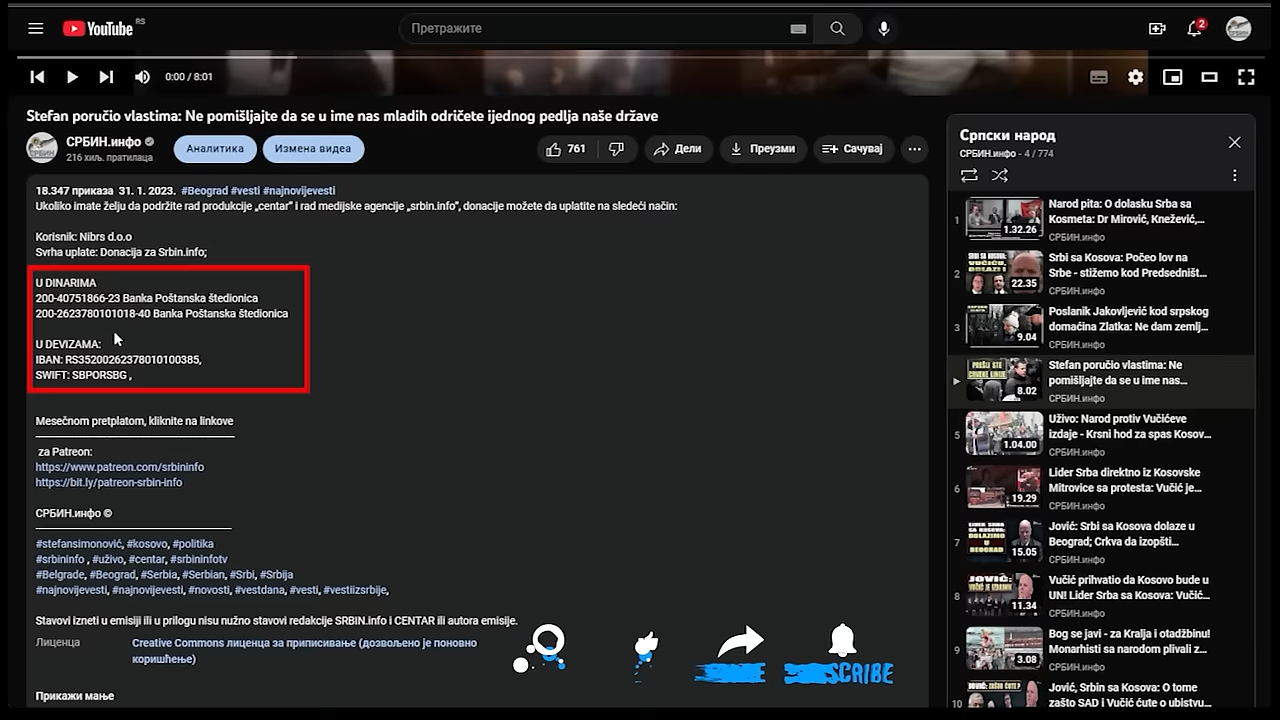 YouTube RS
Претражите
2
0:00 / 8:01
Stefan poručio vlastima: Ne pomišljajte da se u ime nas mladih odričete ijednog pedlja naše države
СРБИН.инфо
216 хиљ. пратилаца
Аналитика
Измена видеа
761
Дели
Преузми
Сачувај
18.347 приказа 31. 1. 2023. #Beograd #vesti #najnovijevesti
Ukoliko imate želju da podržite rad produkcije „centar“ i rad medijske agencije „srbin.info“, donacije možete da uplatite na sledeći način:
Korisnik: Nibrs d.o.o
Svrha uplate: Donacija za Srbin.info;
U DINARIMA
200-40751866-23 Banka Poštanska štedionica
200-2623780101018-40 Banka Poštanska štedionica
U DEVIZAMA:
IBAN: RS35200262378010100385,
SWIFT: SBPORSBG ,
Mesečnom pretplatom, kliknite na linkove
za Patreon:
https://www.patreon.com/srbininfo
https://bit.ly/patreon-srbin-info
СРБИН.инфо ©
#stefansimonović, #kosovo, #politika
#srbininfo , #uživo, #centar, #srbininfotv
#Belgrade, #Beograd, #Serbia, #Serbian, #Srbi, #Srbija
#najnovijevesti, #najnovijevesti, #novosti, #vestdana, #vesti, #vestiizsrbije,
Stavovi izneti u emisiji ili u prilogu nisu nužno stavovi redakcije SRBIN.info i CENTAR ili autora emisije.
Лиценца
Creative Commons лиценца за приписивање (дозвољено је поновно
коришћење)
Прикажи мање
SCRIBE
Српски народ
СРБИН.инфо - 4 / 774
1
1.32.26
Narod pita: O dolasku Srba sa
Kosmeta: Dr Mirović, Knežević,...
СРБИН.инфо
2
22.35
Srbi sa Kosova: Počeo lov na
Srbe - stižemo kod Predsedništ...
СРБИН.инфо
3
9.04
Poslanik Jakovljević kod srpskog
domaćina Zlatka: Ne dam zemlj...
СРБИН.инфо
8.02
Stefan poručio vlastima: Ne
pomišljajte da se u ime nas...
СРБИН.инфо
5
1.04.00
Uživo: Narod protiv Vučićeve
izdaje - Krsni hod za spas Kosov...
СРБИН.инфо
6
19.29
Lider Srba direktno iz Kosovske
Mitrovice sa protesta: Vučić je...
СРБИН.инфо
7
15.05
Jović: Srbi sa Kosova dolaze u
Beograd; Crkva da izopšti...
СРБИН.инфо
8
11.34
Vučić prihvatio da Kosovo bude u
UN! Lider Srba sa Kosova: Vučić...
СРБИН.инфо
9
3.08
Bog se javi - za Kralja i otadžbinu!
Monarhisti sa narodom plivali z...
СРБИН.инфо
10
Jović, Srbin sa Kosova: O tome
zašto SAD i Vučić ćute o ubistvu...